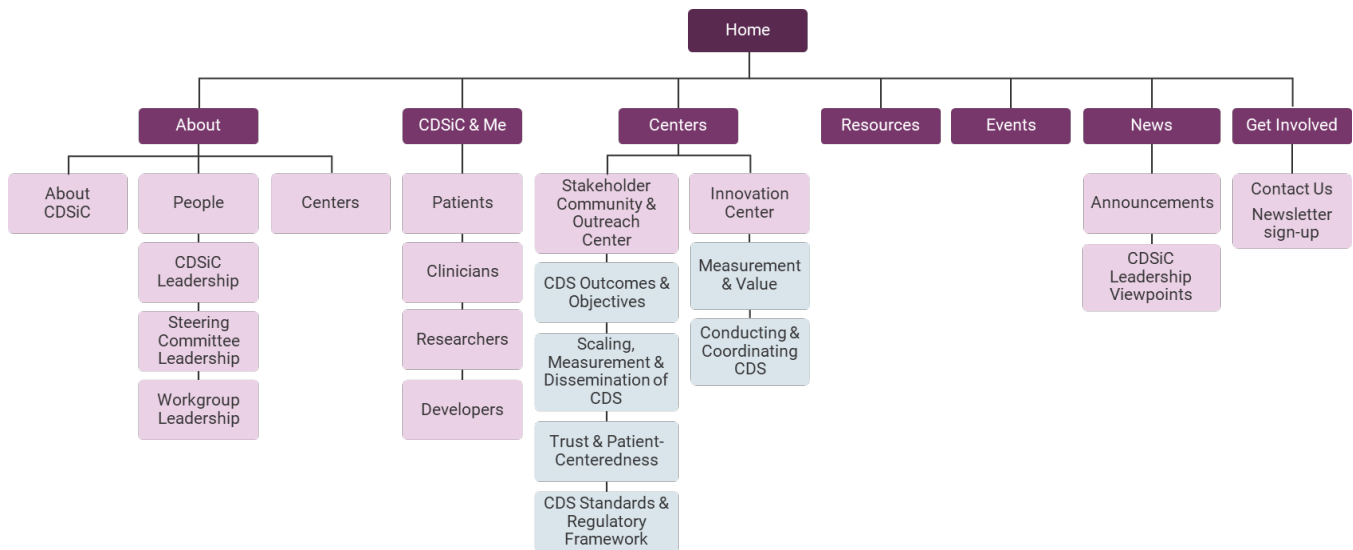 Home
About
CDSiC & Me
Centers
Resources
Events
News
Get Involved
About
CDSiC
People
Centers
Patients
Stakeholder
Community &
Outreach
Center
Innovation
Center
Announcements
Contact Us
Newsletter
sign-up
CDSiC
Leadership
Steering
Committee
Leadership
Workgroup
Leadership
Clinicians
Researchers
Developers
CDS Outcomes &
Objectives
Scaling,
Measurement &
Dissemination of
CDS
Trust & Patient-
Centeredness
CDS Standards &
Regulatory
Framework
Measurement
& Value
Conducting &
Coordinating
CDS
CDSiC
Leadership
Viewpoints